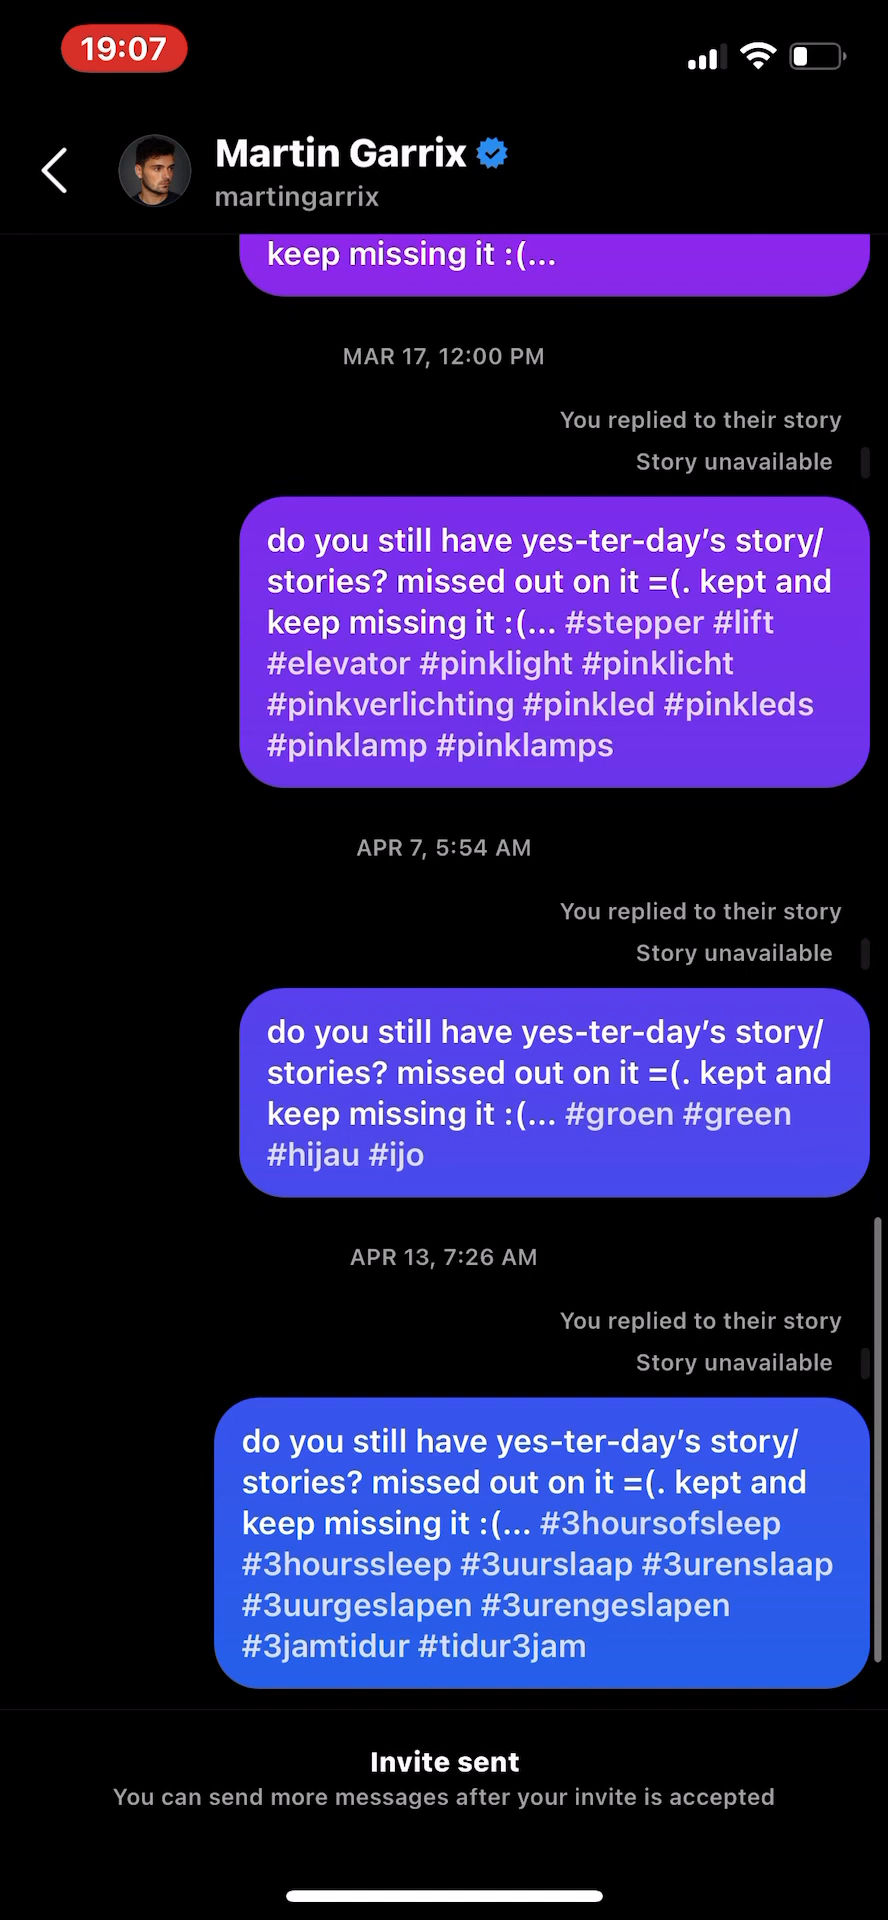 19:07
Martin Garrix
martingarrix
keep missing it :(...
MAR 17, 12:00 PM
You replied to their story
Story unavailable
do you still have yes-ter-day’s story/
stories? missed out on it =(. kept and
keep missing it :(... #stepper #lift
#elevator #pinklight #pinklicht
#pinkverlichting #pinkled #pinkleds
#pinklamp #pinklamps
APR 7, 5:54 AM
You replied to their story
Story unavailable
do you still have yes-ter-day’s story/
stories? missed out on it =(. kept and
keep missing it :(... #groen #green
#hijau #ijo
APR 13, 7:26 AM
You replied to their story
Story unavailable
do you still have yes-ter-day’s story/
stories? missed out on it =(. kept and
keep missing it :(... #3hoursofsleep
#3hourssleep #3uurslaap #3urenslaap
#3uurgeslapen #3urengeslapen
#3jamtidur #tidur3jam
Invite sent
You can send more messages after your invite is accepted